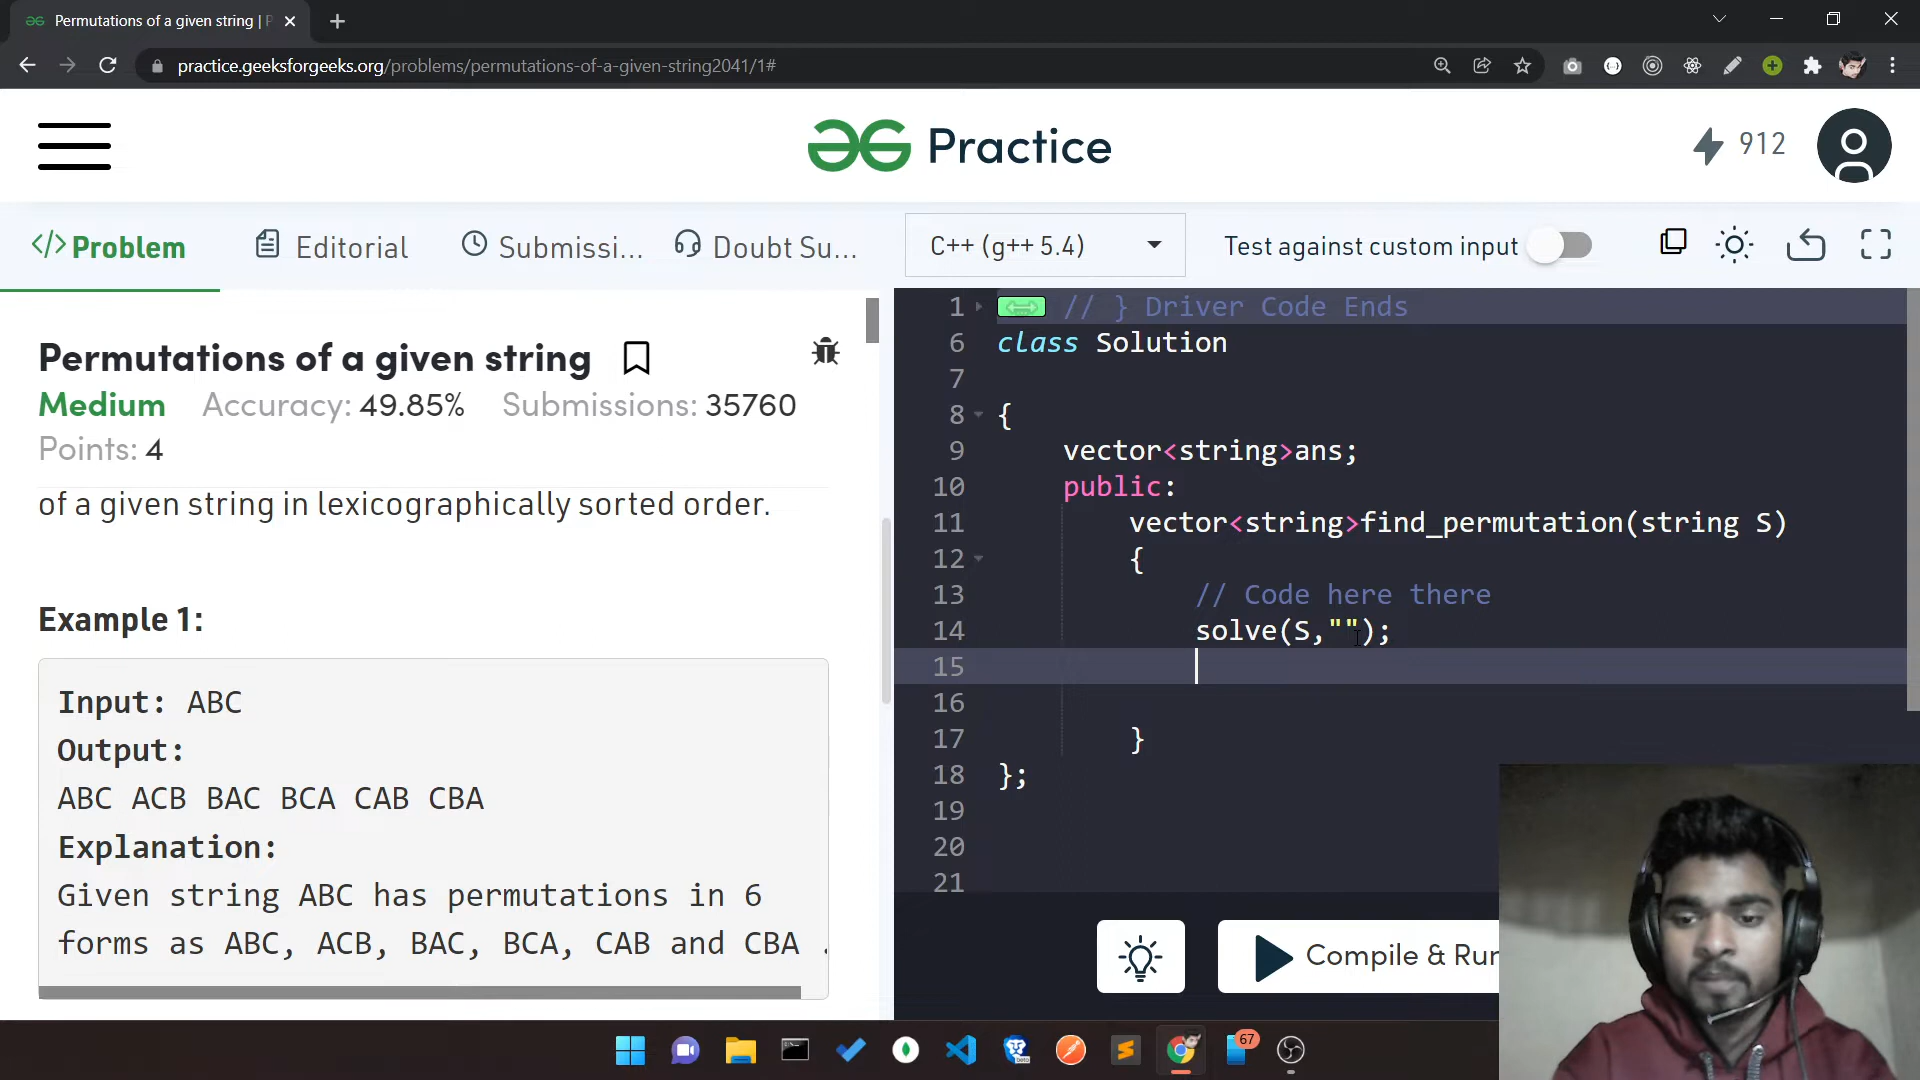 Permutations of a given string | P
practice.geeksforgeeks.org/problems/permutations-of-a-given-string2041/1#
Practice
912
</> Problem
Editorial
Submissi...
Doubt Su...
C++ (g++ 5.4)
Test against custom input
Permutations of a given string
Medium Accuracy: 49.85% Submissions: 35760
Points: 4
of a given string in lexicographically sorted order.
Example 1:
Input: ABC
Output:
ABC ACB BAC BCA CAB CBA
Explanation:
Given string ABC has permutations in 6
forms as ABC, ACB, BAC, BCA, CAB and CBA .
1 // } Driver Code Ends
6 class Solution
7
8 {
9 vector<string>ans;
10 public:
11 vector<string>find_permutation(string S)
12 {
13 // Code here there
14 solve(S,"");
15
16
17 }
18 };
19
20
21
Compile & Run
67